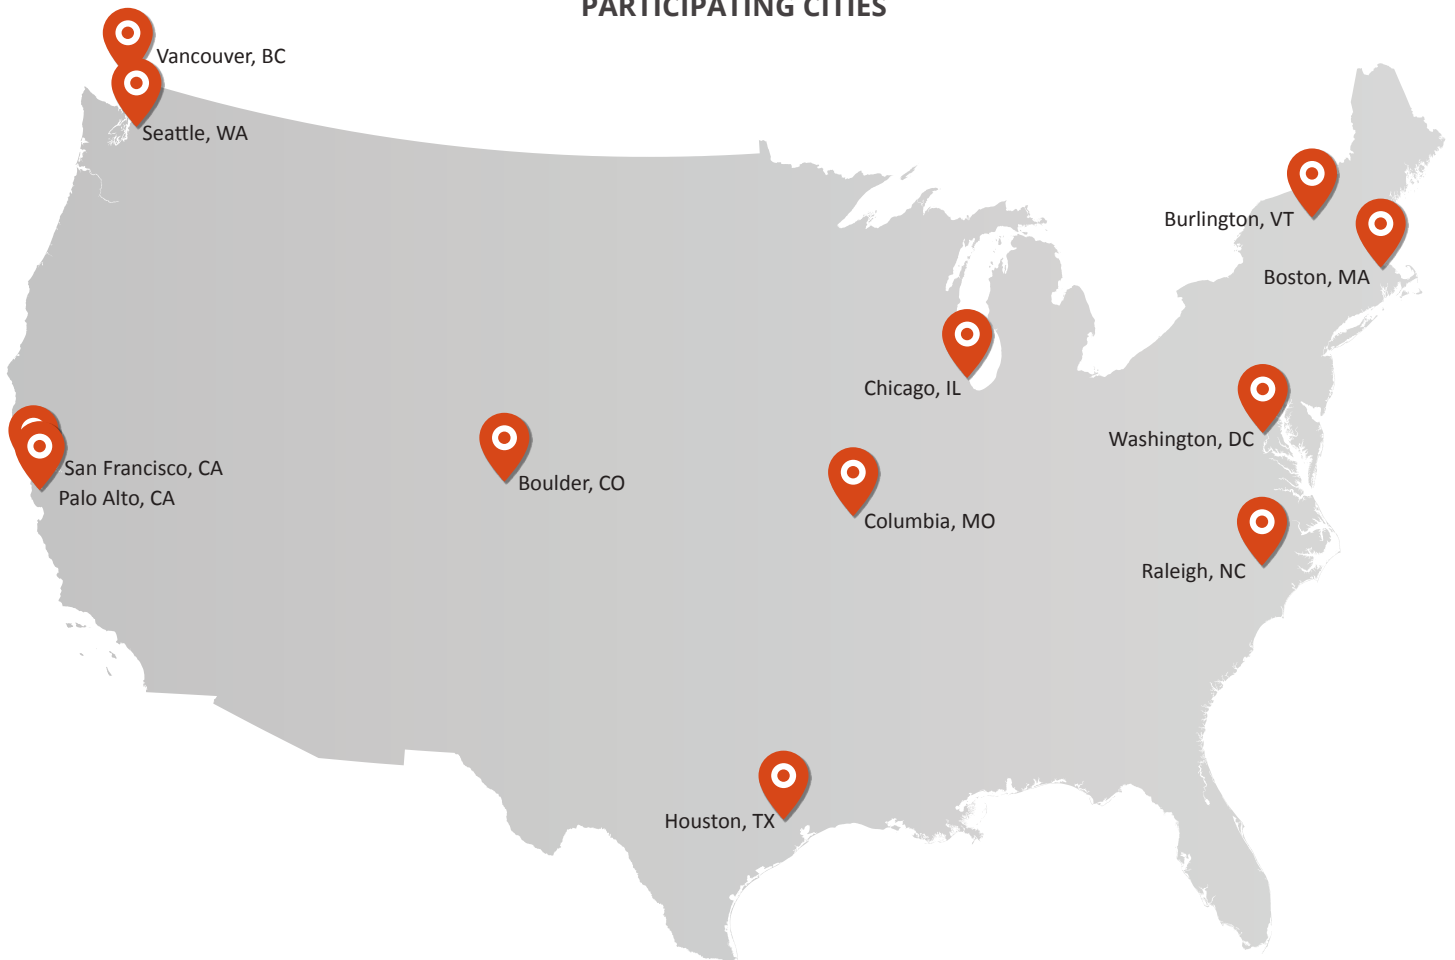 PARTICIPATING CITIES
Vancouver, BC
Seattle, WA
Burlington, VT
Boston, MA
Chicago, IL
Washington, DC
San Francisco, CA
Palo Alto, CA
Boulder, CO
Columbia, MO
Raleigh, NC
Houston, TX